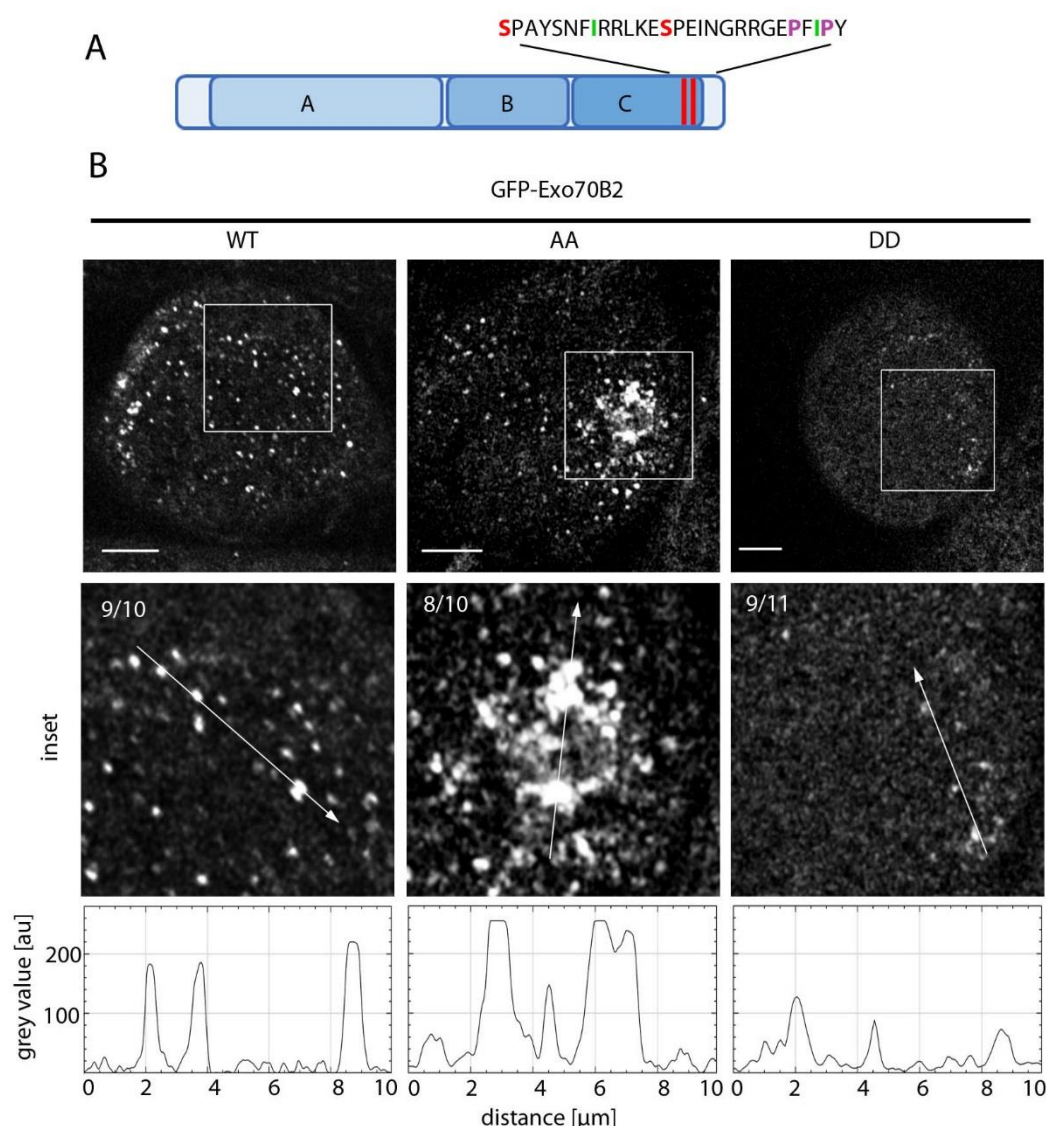 A
SPAYSNFIRRLKESPEINGRRGEPFIPY
A B C
B
GFP-Exo70B2
WT AA DD
9/10 8/10 9/11
inset
grey value [au]
200
100
0 2 4 6 8 10 0 2 4 6 8 10 0 2 4 6 8 10
distance [µm]